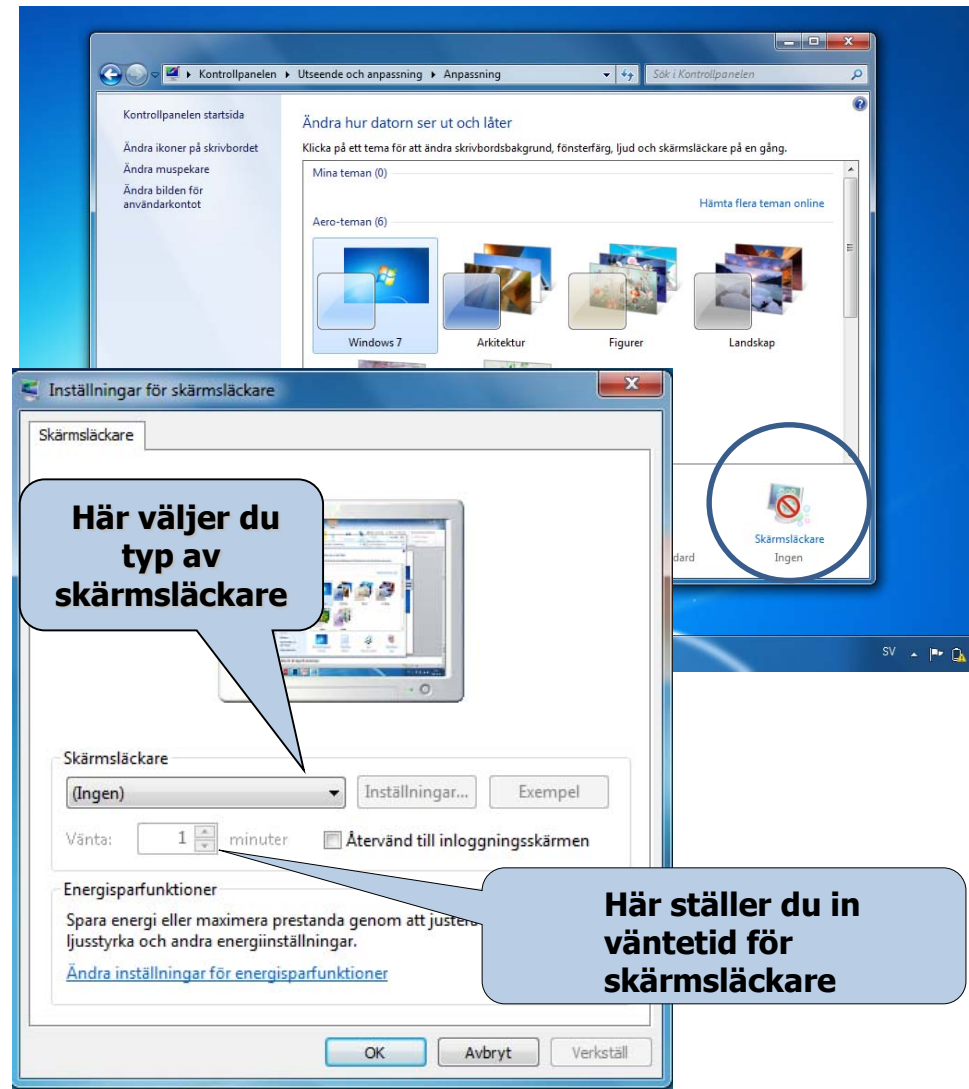 Kontrollpanelen ▸ Utseende och anpassning ▸ Anpassning
Sök i Kontrollpanelen
Kontrollpanelen startsida
Ändra ikoner på skrivbordet
Ändra muspekare
Ändra bilden för
användarkontot
Ändra hur datorn ser ut och låter
Klicka på ett tema för att ändra skrivbordsbakgrund, fönsterfärg, ljud och skärmsläckare på en gång.
Mina teman (0)
Hämta flera teman online
Aero-teman (6)
Windows 7
Arkitektur
Figurer
Landskap
dard
Skärmsläckare
Ingen
SV
Inställningar för skärmsläckare
Skärmsläckare
Här väljer du
typ av
skärmsläckare
Skärmsläckare
(Ingen)
Inställningar...
Exempel
Vänta:
1
minuter
Återvänd till inloggningsskärmen
Energisparfunktioner
Spara energi eller maximera prestanda genom att justera
ljusstyrka och andra energiinställningar.
Ändra inställningar för energisparfunktioner
Här ställer du in
väntetid för
skärmsläckare
OK
Avbryt
Verkställ